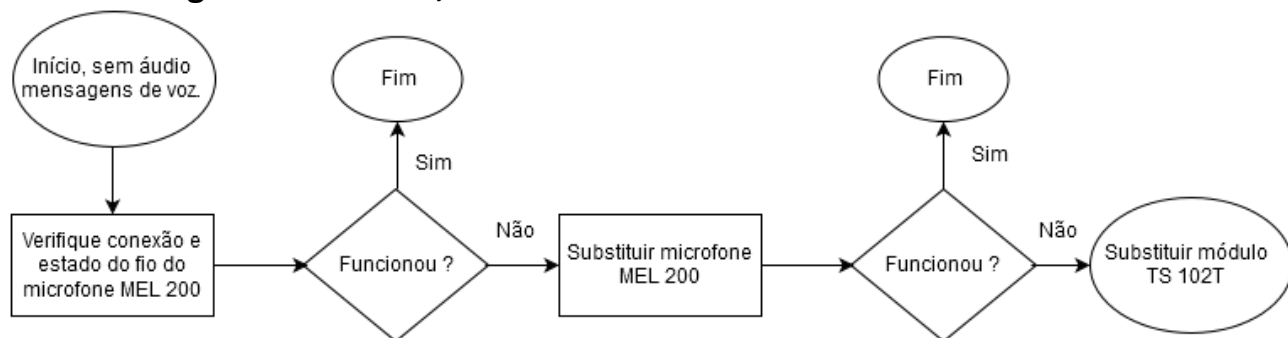 Início, sem áudio
mensagens de voz.
Verifique conexão e
estado do fio do
microfone MEL 200
Funcionou ?
Sim
Fim
Não
Substituir microfone
MEL 200
Funcionou ?
Sim
Fim
Não
Substituir módulo
TS 102T